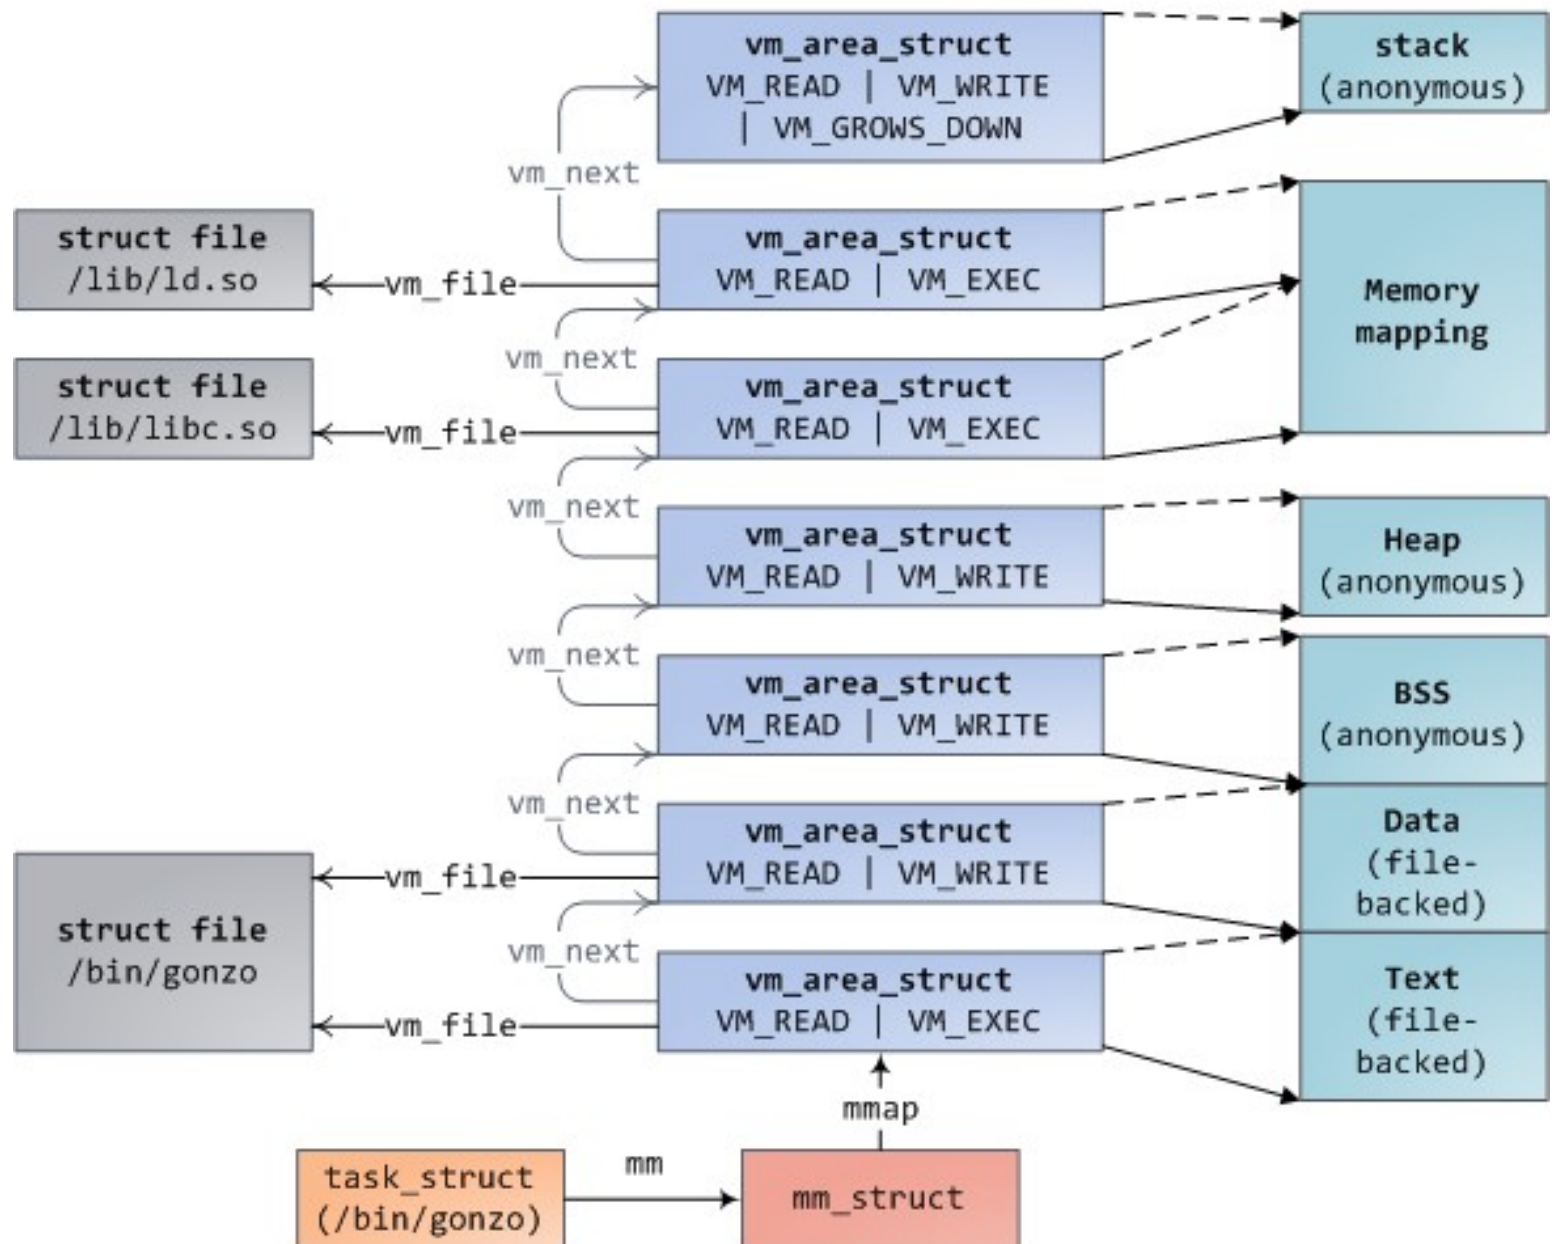 vm_area_struct
VM_READ | VM_WRITE
| VM_GROWS_DOWN
stack
(anonymous)
vm_next
struct file
/lib/ld.so
vm_file
vm_area_struct
VM_READ | VM_EXEC
Memory
mapping
vm_next
struct file
/lib/libc.so
vm_file
vm_area_struct
VM_READ | VM_EXEC
vm_next
vm_area_struct
VM_READ | VM_WRITE
Heap
(anonymous)
vm_next
vm_area_struct
VM_READ | VM_WRITE
BSS
(anonymous)
vm_next
vm_area_struct
VM_READ | VM_WRITE
Data
(file-
backed)
vm_file
struct file
/bin/gonzo
vm_next
vm_file
vm_area_struct
VM_READ | VM_EXEC
Text
(file-
backed)
mmap
task_struct
(/bin/gonzo)
mm
mm_struct